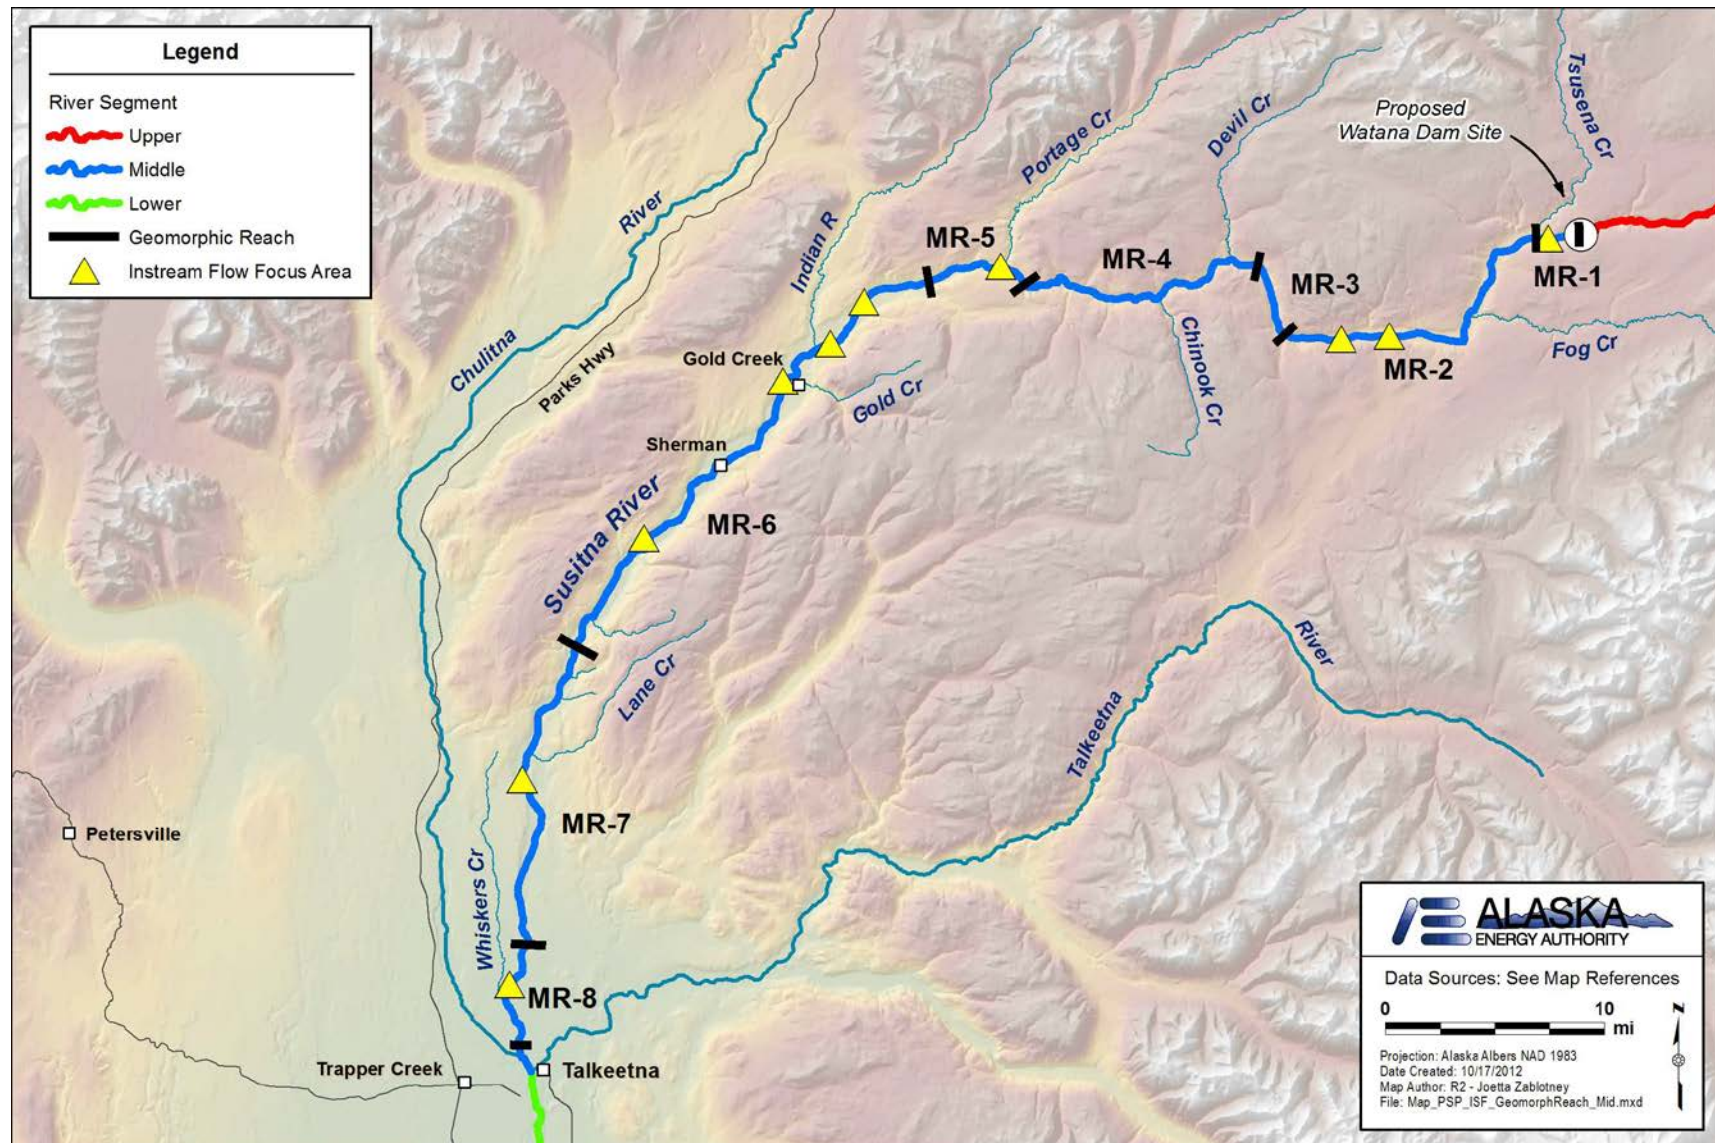 Legend
River Segment
Upper
Middle
Lower
Geomorphic Reach
Instream Flow Focus Area
Tsusena Cr
Proposed
Watana Dam Site
Portage Cr
Devil Cr
Indian R
River
Chulitna
Parks Hwy
MR-5
MR-4
MR-3
MR-1
MR-2
Fog Cr
Chinook Cr
Gold Creek
Gold Cr
Sherman
Susitna River
MR-6
Lane Cr
River
Talkeetna
Petersville
MR-7
Whiskers Cr
MR-8
Trapper Creek
Talkeetna
ALASKA
ENERGY AUTHORITY
Data Sources: See Map References
0 10
mi
N
Projection: Alaska Albers NAD 1983
Date Created: 10/17/2012
Map Author: R2 - Joetta Zablotney
File: Map_PSP_ISF_GeomorphReach_Mid.mxd